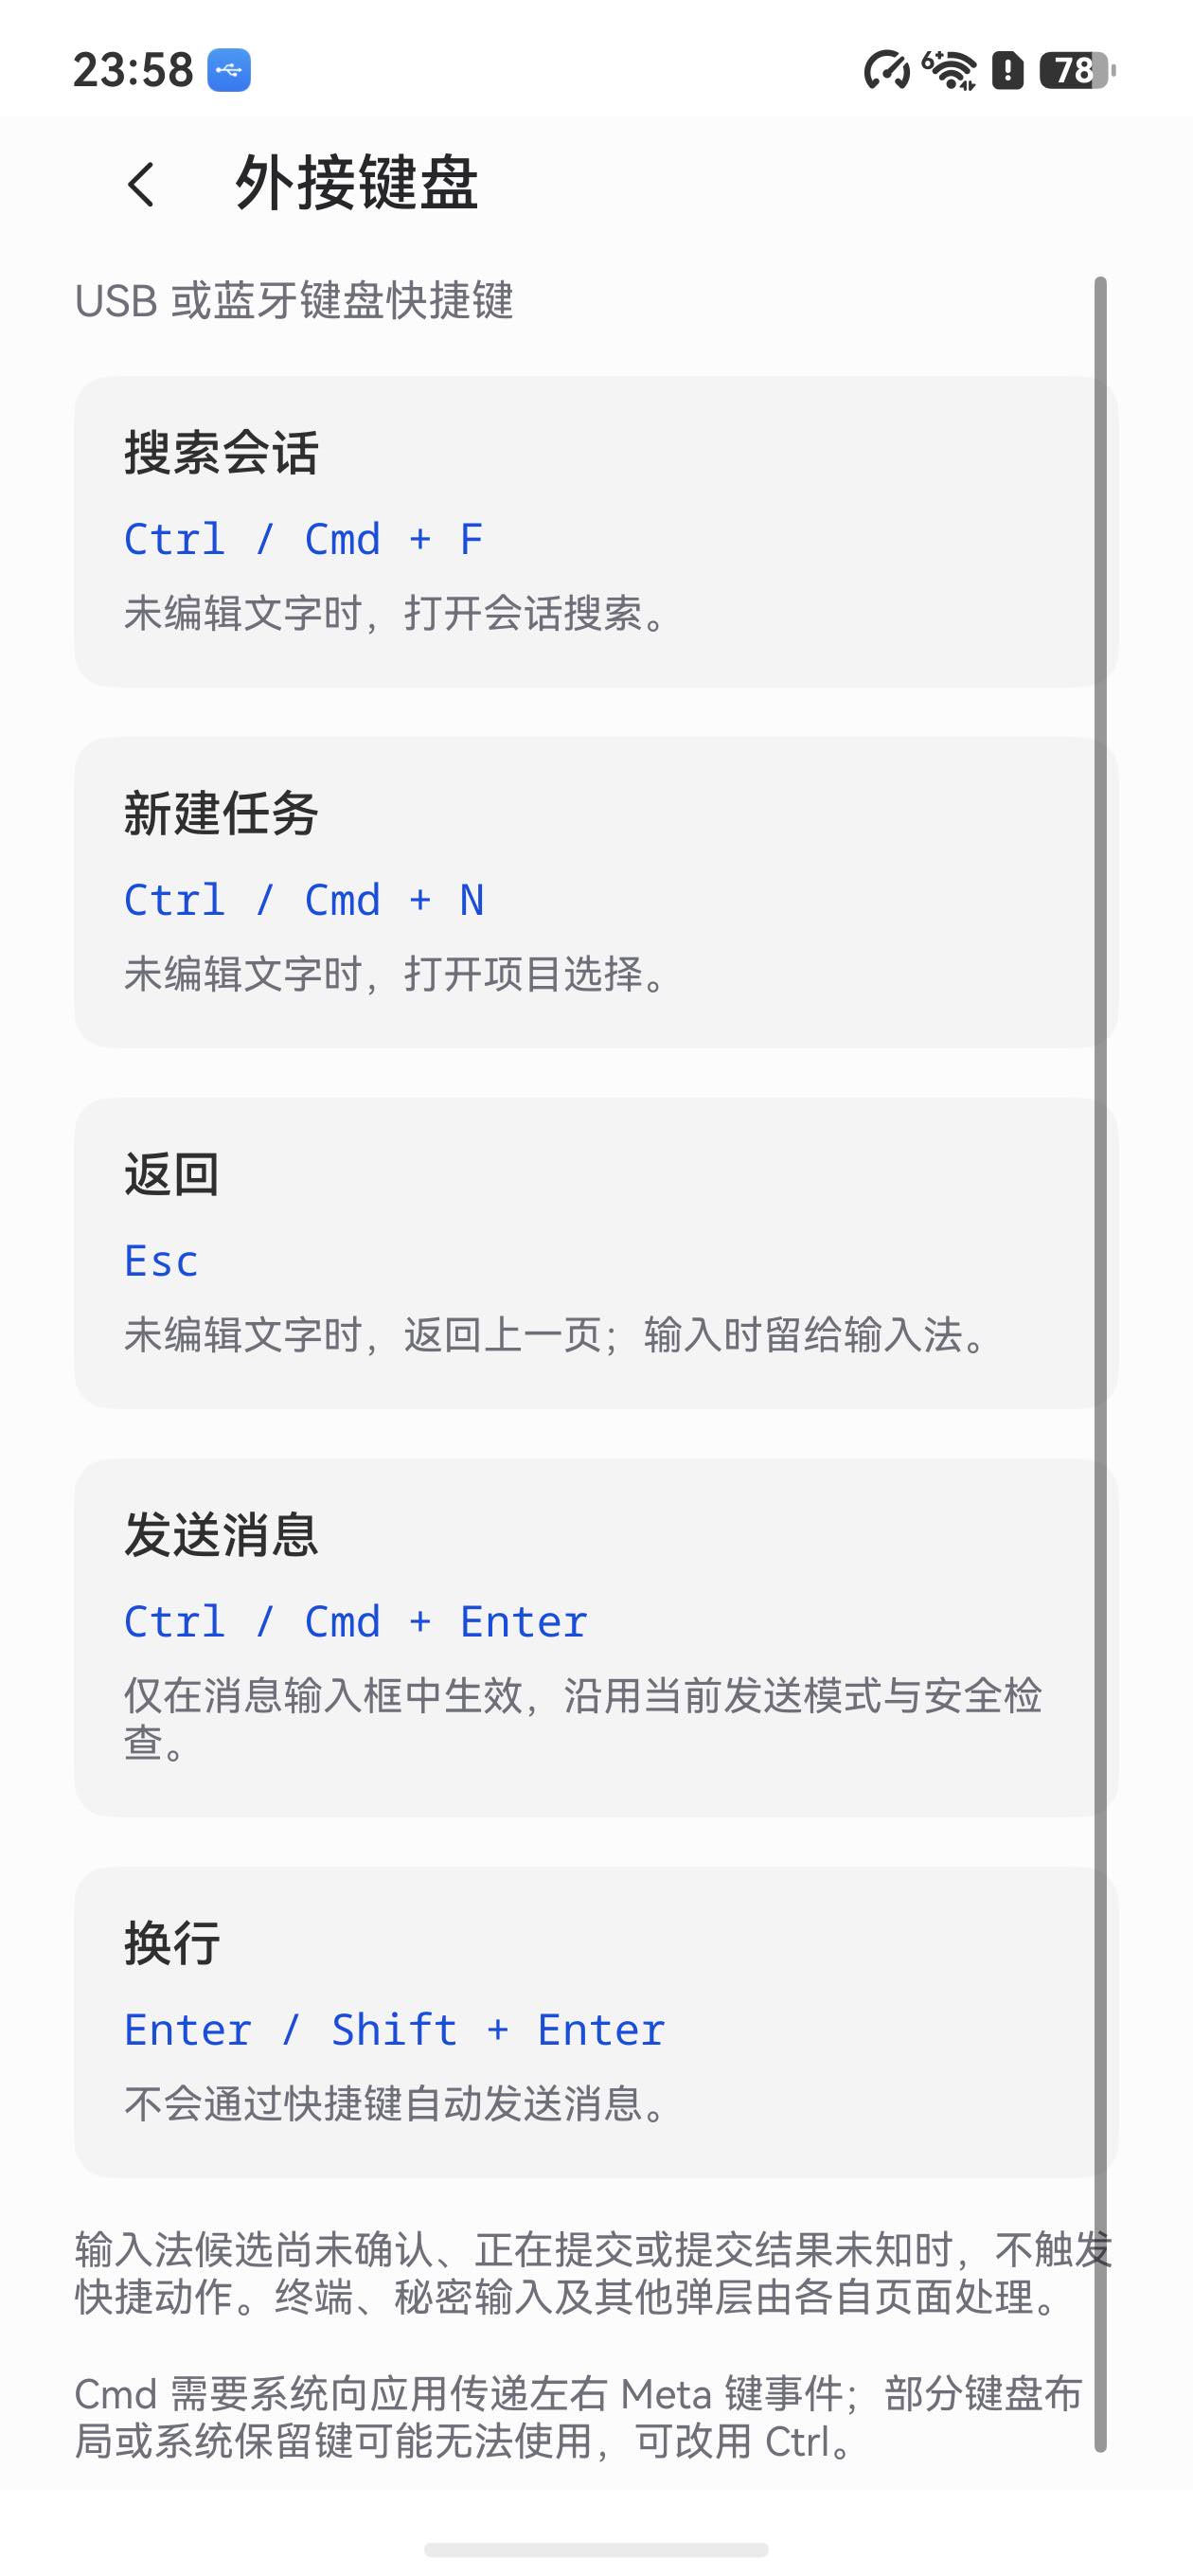 23:58
6+
78
外接键盘
USB 或蓝牙键盘快捷键
搜索会话
Ctrl / Cmd + F
未编辑文字时，打开会话搜索。
新建任务
Ctrl / Cmd + N
未编辑文字时，打开项目选择。
返回
Esc
未编辑文字时，返回上一页；输入时留给输入法。
发送消息
Ctrl / Cmd + Enter
仅在消息输入框中生效，沿用当前发送模式与安全检
查。
换行
Enter / Shift + Enter
不会通过快捷键自动发送消息。
输入法候选尚未确认、正在提交或提交结果未知时，不触发
快捷动作。终端、秘密输入及其他弹层由各自页面处理。
Cmd 需要系统向应用传递左右 Meta 键事件；部分键盘布
局或系统保留键可能无法使用，可改用 Ctrl。